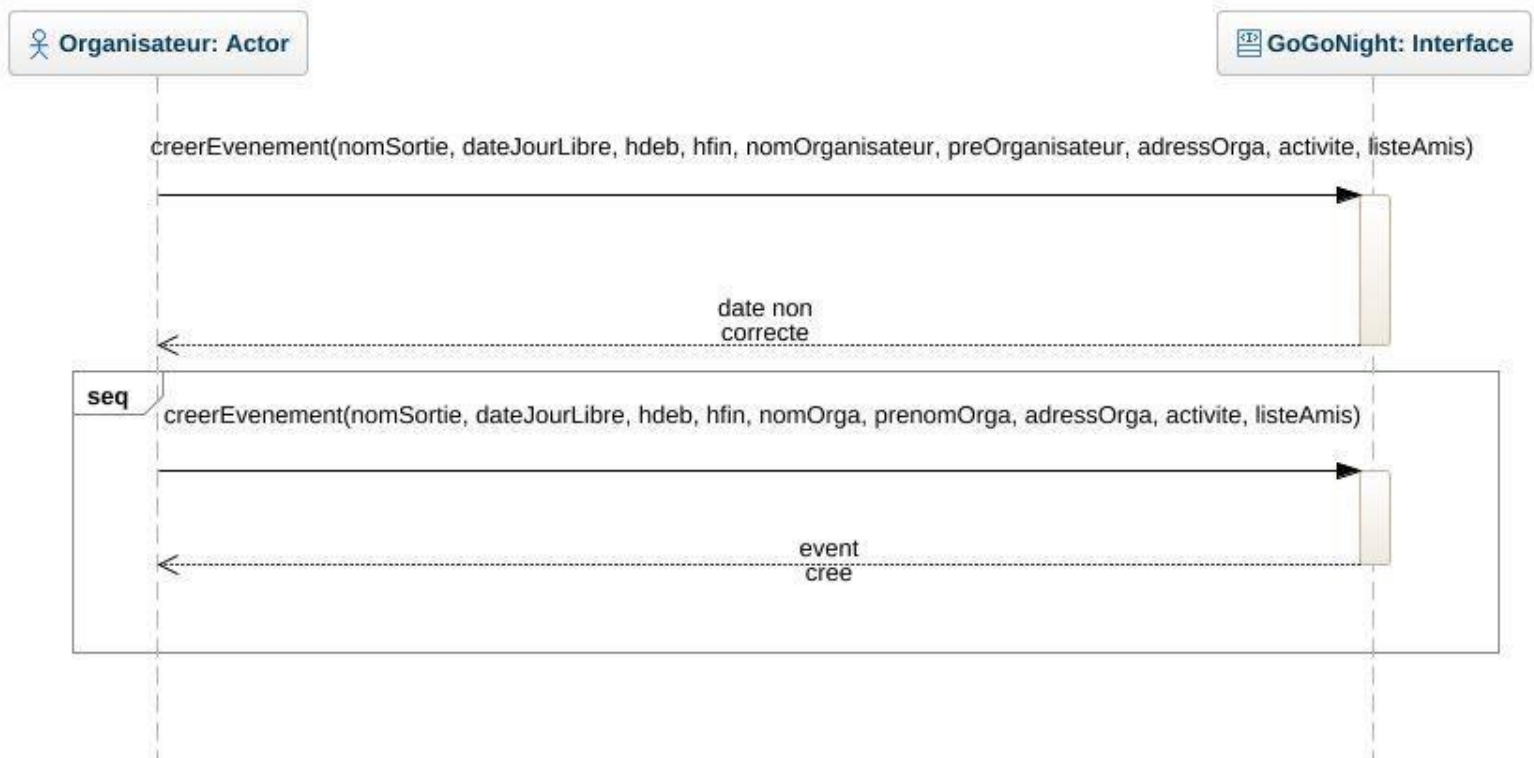 Organisateur: Actor
GoGoNight: Interface
creerEvenement(nomSortie, dateJourLibre, hdeb, hfin, nomOrganisateur, preOrganisateur, adressOrga, activite, listeAmis)
date non
correcte
seq
creerEvenement(nomSortie, dateJourLibre, hdeb, hfin, nomOrga, prenomOrga, adressOrga, activite, listeAmis)
event
cree